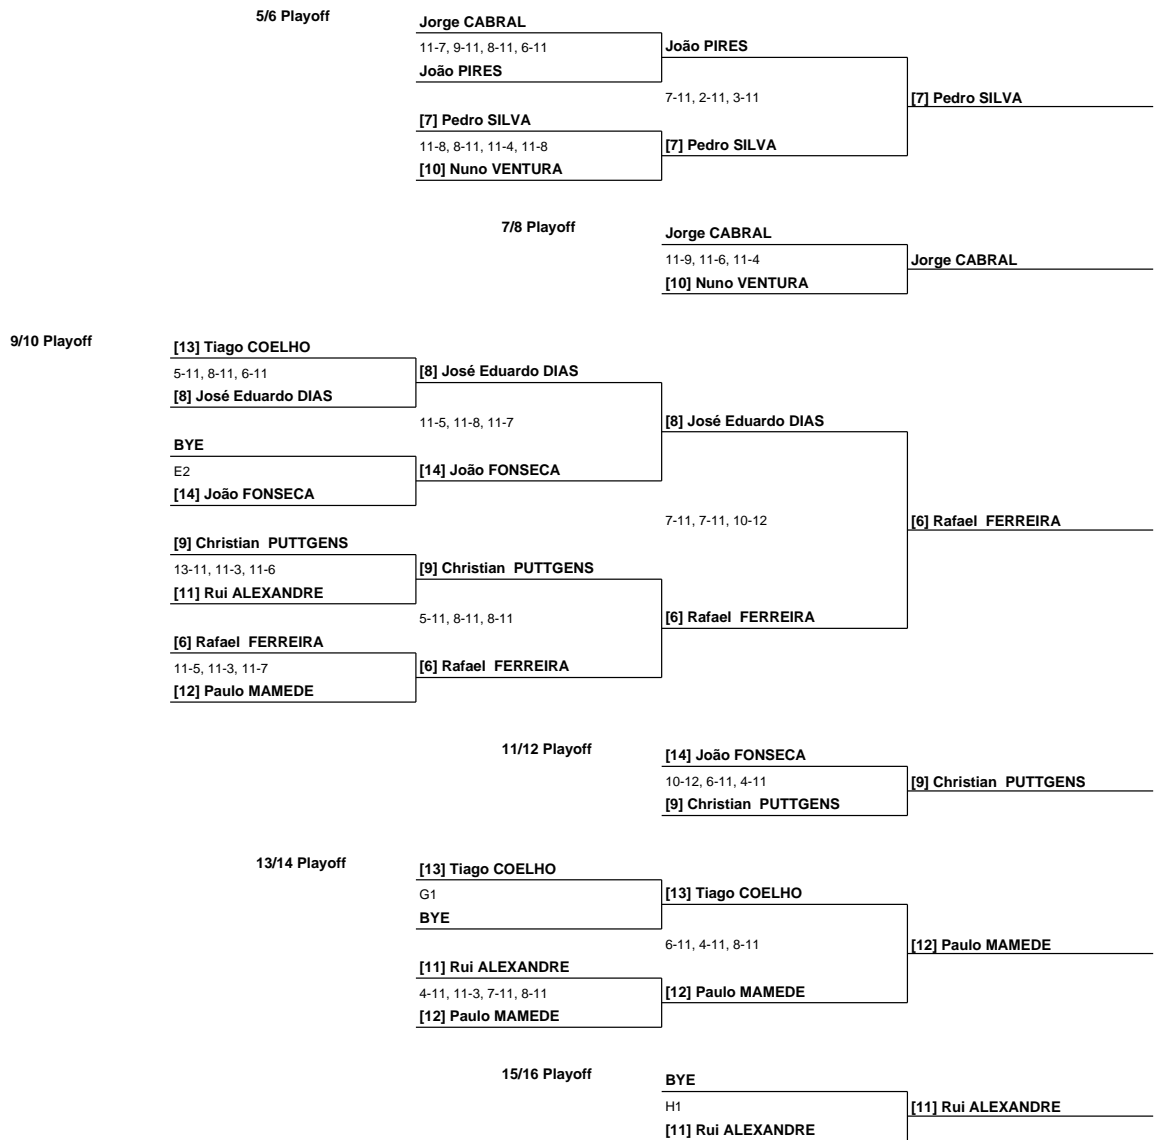 5/6 Playoff
Jorge CABRAL
11-7, 9-11, 8-11, 6-11
João PIRES
João PIRES
7-11, 2-11, 3-11
[7] Pedro SILVA
[7] Pedro SILVA
11-8, 8-11, 11-4, 11-8
[7] Pedro SILVA
[10] Nuno VENTURA
7/8 Playoff
Jorge CABRAL
11-9, 11-6, 11-4
Jorge CABRAL
[10] Nuno VENTURA
9/10 Playoff
[13] Tiago COELHO
5-11, 8-11, 6-11
[8] José Eduardo DIAS
[8] José Eduardo DIAS
11-5, 11-8, 11-7
[8] José Eduardo DIAS
BYE
E2
[14] João FONSECA
[14] João FONSECA
7-11, 7-11, 10-12
[6] Rafael  FERREIRA
[9] Christian  PUTTGENS
13-11, 11-3, 11-6
[9] Christian  PUTTGENS
[11] Rui ALEXANDRE
5-11, 8-11, 8-11
[6] Rafael  FERREIRA
[6] Rafael  FERREIRA
11-5, 11-3, 11-7
[6] Rafael  FERREIRA
[12] Paulo MAMEDE
11/12 Playoff
[14] João FONSECA
10-12, 6-11, 4-11
[9] Christian  PUTTGENS
[9] Christian  PUTTGENS
13/14 Playoff
[13] Tiago COELHO
G1
[13] Tiago COELHO
BYE
6-11, 4-11, 8-11
[12] Paulo MAMEDE
[11] Rui ALEXANDRE
4-11, 11-3, 7-11, 8-11
[12] Paulo MAMEDE
[12] Paulo MAMEDE
15/16 Playoff
BYE
H1
[11] Rui ALEXANDRE
[11] Rui ALEXANDRE